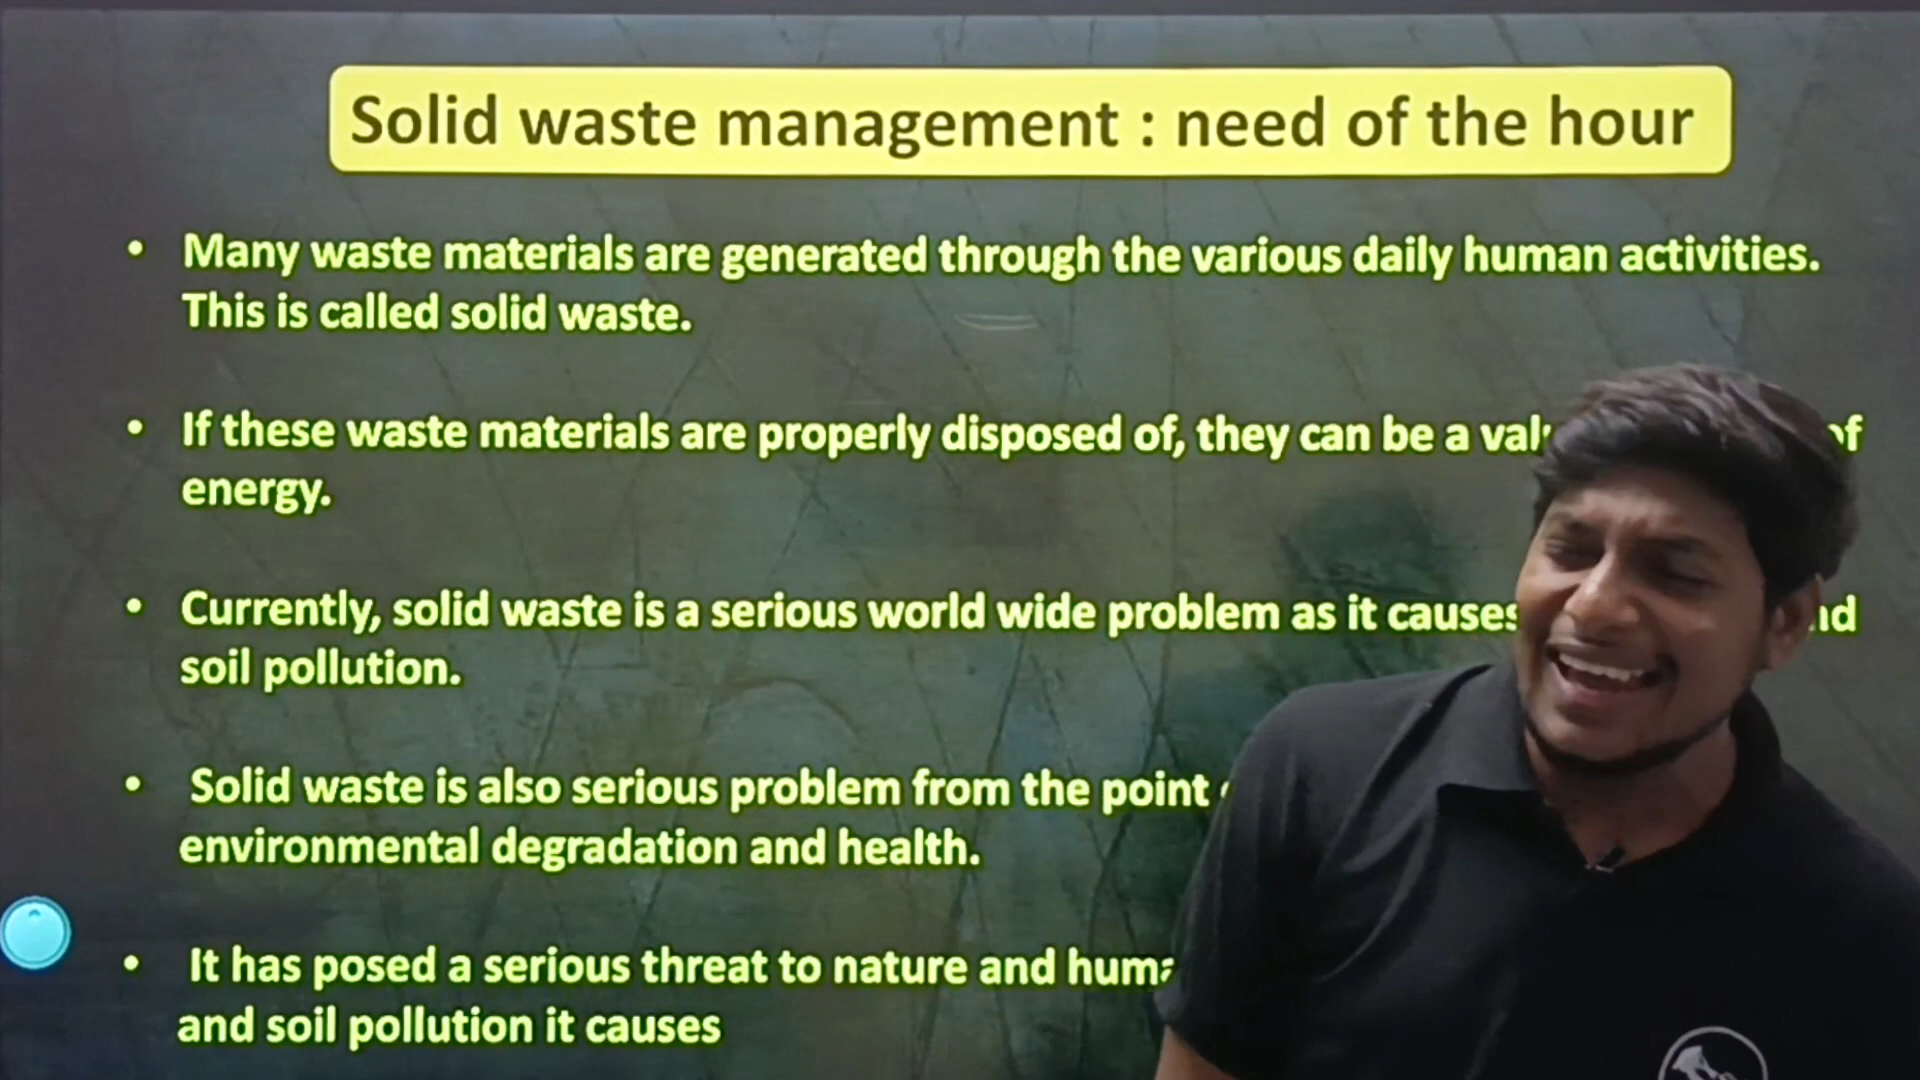 Solid waste management : need of the hour
• Many waste materials are generated through the various daily human activities.
This is called solid waste.
• If these waste materials are properly disposed of, they can be a of
energy.
• Currently, solid waste is a serious world wide problem as it causes
soil pollution.
• Solid waste is also serious problem from the point
environmental degradation and health.
• It has posed a serious threat to nature and
and soil pollution it causes